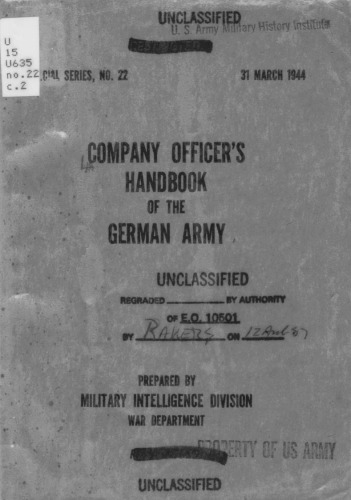 UNCLASSIFIED
U. S. Army Military History Institute
U
15
U635
no.22
c.2
CIAL SERIES, NO. 22
31 MARCH 1944
COMPANY OFFICER'S
HANDBOOK
OF THE
GERMAN ARMY
UNCLASSIFIED
REGRADED BY AUTHORITY
OF E.O. 10501
BY ON
PREPARED BY
MILITARY INTELLIGENCE DIVISION
WAR DEPARTMENT
PROPERTY OF US ARMY
UNCLASSIFIED